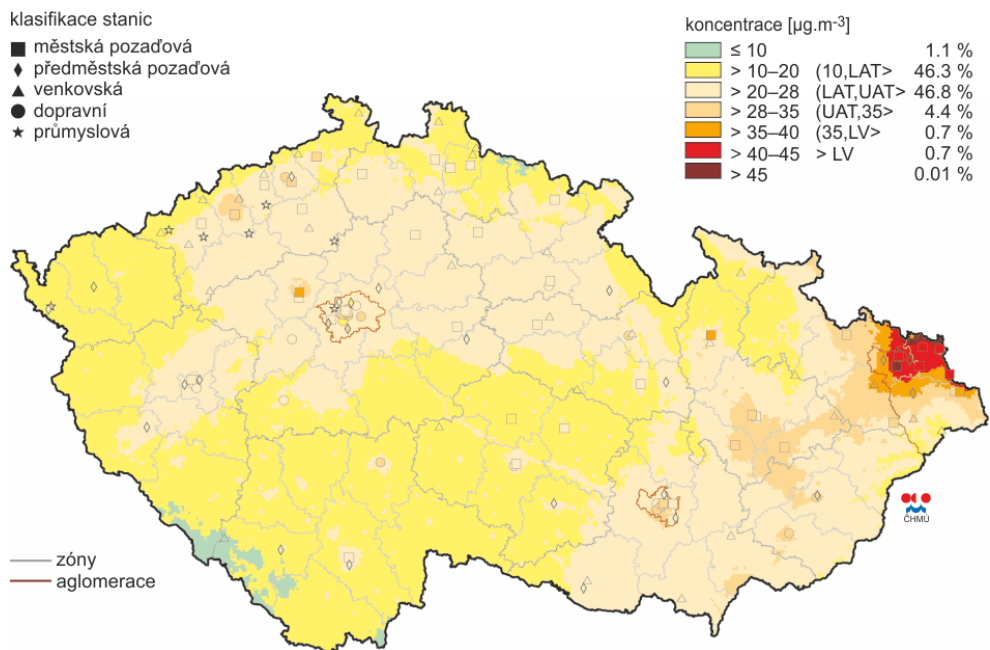 klasifikace stanic
městská pozaďová
předměstská pozaďová
venkovská
dopravní
průmyslová
koncentrace [µg.m-³]
≤ 10 1.1 %
> 10–20 (10,LAT> 46.3 %
> 20–28 (LAT,UAT> 46.8 %
> 28–35 (UAT,35> 4.4 %
> 35–40 (35,LV> 0.7 %
> 40–45 > LV 0.7 %
> 45 0.01 %
ČHMÚ
zóny
aglomerace